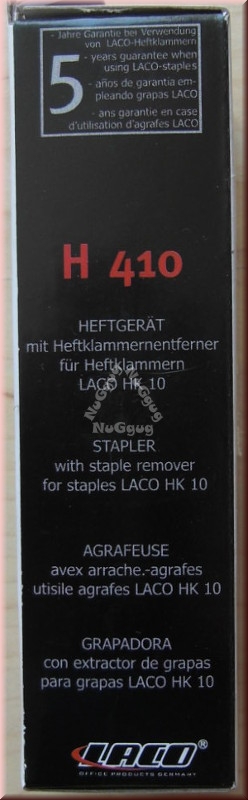 5
- Jahre Garantie bei Verwendung
von LACO-Heftklammern
- years guarantee when
using LACO-staples
- años de garantia em-
pleando grapas LACO
- ans garantie en case
d'utilisation d'agrafes LACO
H 410
HEFTGERÄT
mit Heftklammernentferner
für Heftklammern
LACO HK 10
NuGgug
NuGgug
NuGgug
STAPLER
with staple remover
for staples LACO HK 10
AGRAFEUSE
avex arrache.-agrafes
utisile agrafes LACO HK 10
GRAPADORA
con extractor de grapas
para grapas LACO HK 10
LACO®
OFFICE PRODUCTS GERMANY